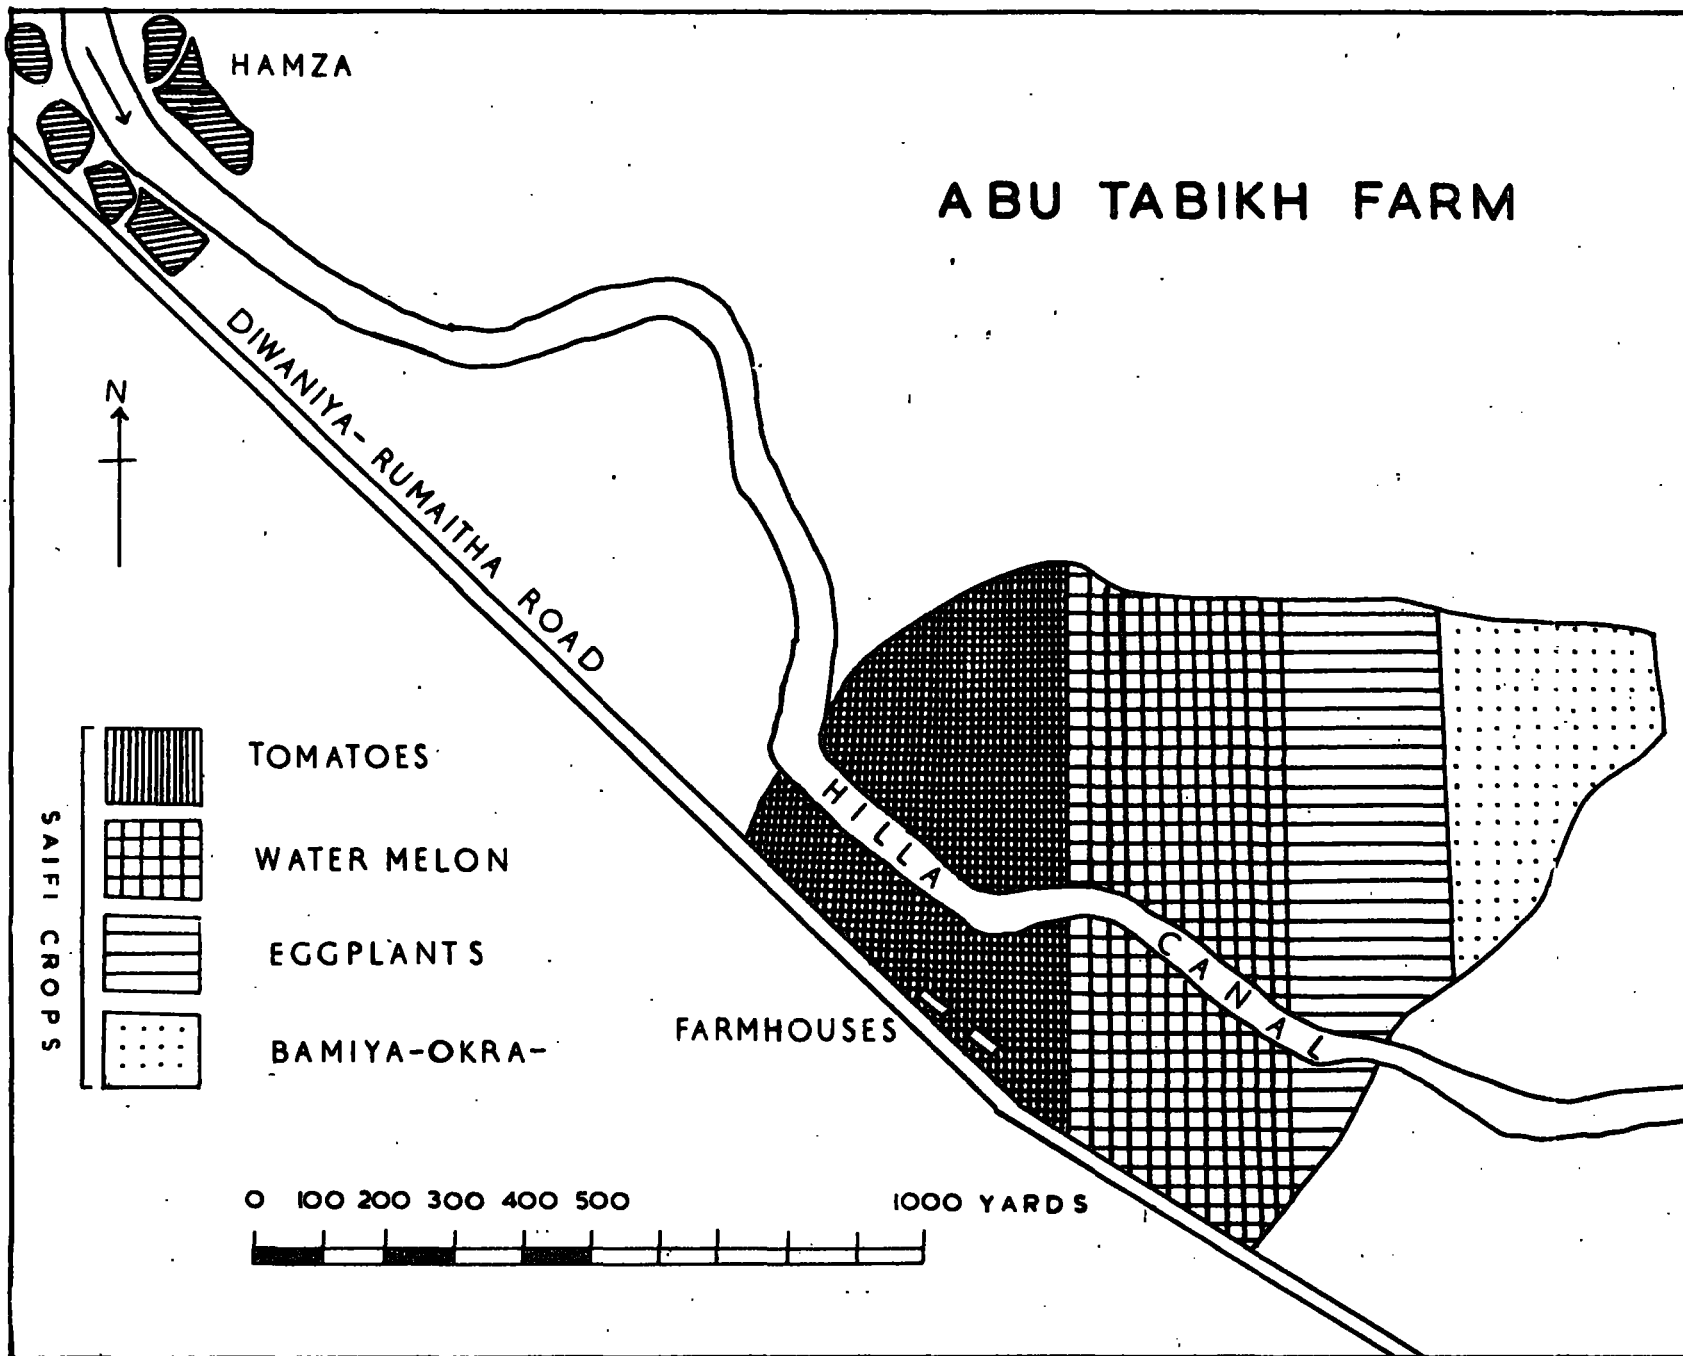 HAMZA
ABU TABIKH FARM
DIWANIYA-RUMAITHA ROAD
N
HILLA CANAL
SAIFI CROPS
TOMATOES
WATER MELON
EGGPLANTS
BAMIYA-OKRA-
FARMHOUSES
0 100 200 300 400 500 1000 YARDS